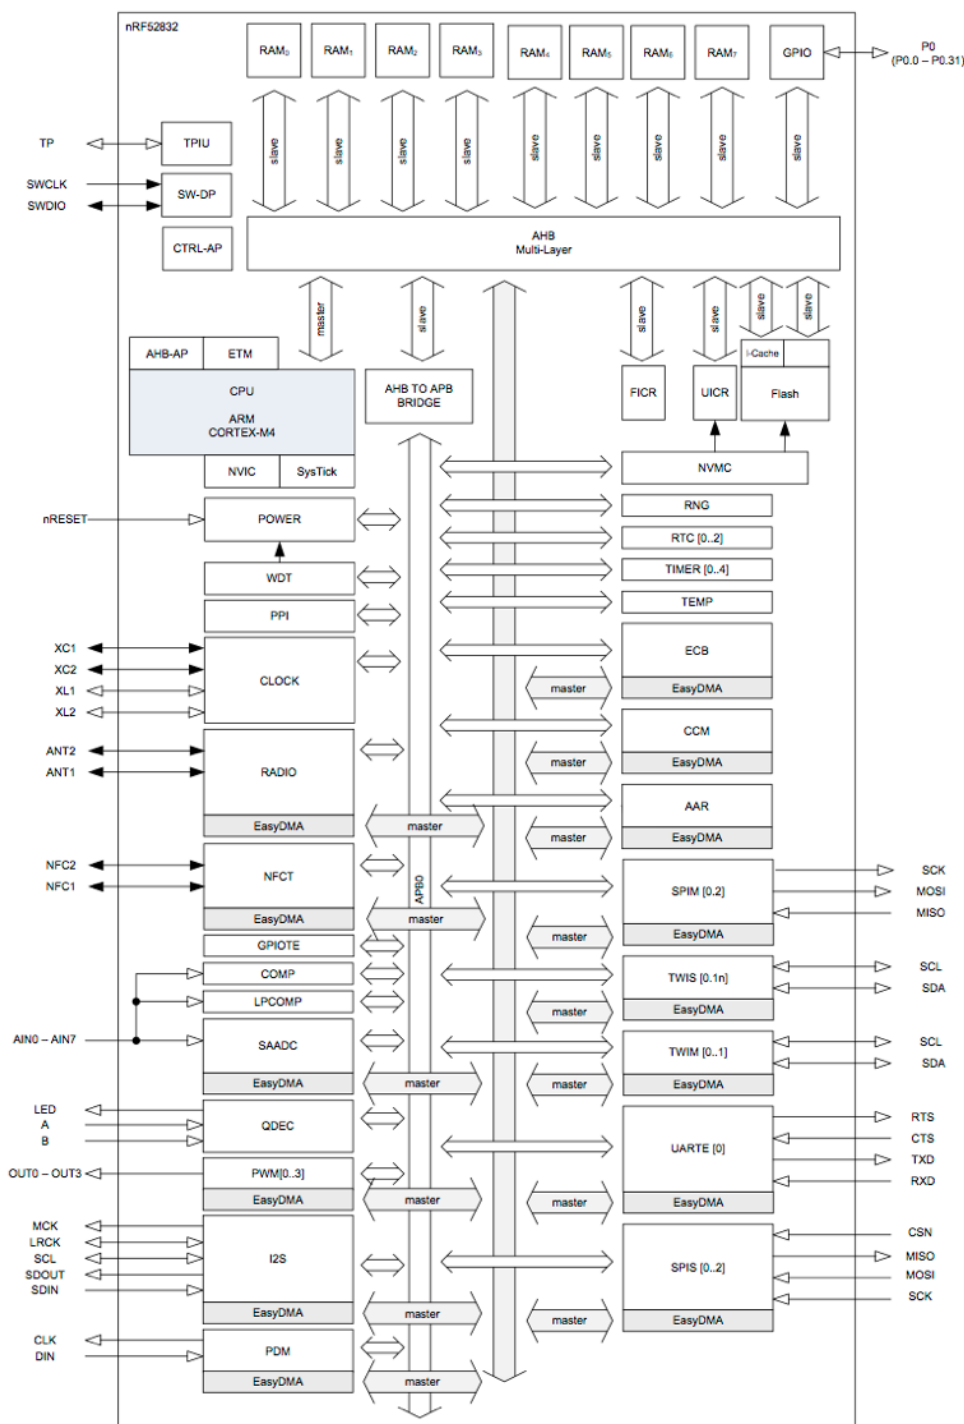 nRF52832
RAM0
RAM1
RAM2
RAM3
RAM4
RAM5
RAM6
RAM7
GPIO
P0
(P0.0 – P0.31)
slave
slave
slave
slave
slave
slave
slave
slave
slave
TP
TPIU
SWCLK
SWDIO
SW-DP
CTRL-AP
AHB
Multi-Layer
master
slave
slave
slave
slave
slave
AHB-AP
ETM
CPU
ARM
CORTEX-M4
NVIC
SysTick
AHB TO APB
BRIDGE
FICR
UICR
i-Cache
Flash
NVMC
nRESET
POWER
RNG
RTC [0..2]
WDT
TIMER [0..4]
PPI
TEMP
XC1
XC2
XL1
XL2
CLOCK
ECB
master
EasyDMA
ANT2
ANT1
RADIO
CCM
master
EasyDMA
AAR
EasyDMA
master
master
EasyDMA
NFC2
NFC1
NFCT
APB0
SPIM [0.2]
SCK
MOSI
MISO
EasyDMA
master
master
EasyDMA
GPIOTE
COMP
LPCOMP
TWIS [0.1n]
SCL
SDA
master
EasyDMA
AIN0 – AIN7
SAADC
TWIM [0..1]
SCL
SDA
EasyDMA
master
master
EasyDMA
LED
A
B
QDEC
UARTE [0]
RTS
CTS
TXD
RXD
OUT0 – OUT3
PWM[0..3]
EasyDMA
master
master
EasyDMA
MCK
LRCK
SCL
SDOUT
SDIN
I2S
SPIS [0..2]
CSN
MISO
MOSI
SCK
EasyDMA
master
master
EasyDMA
CLK
DIN
PDM
EasyDMA
master